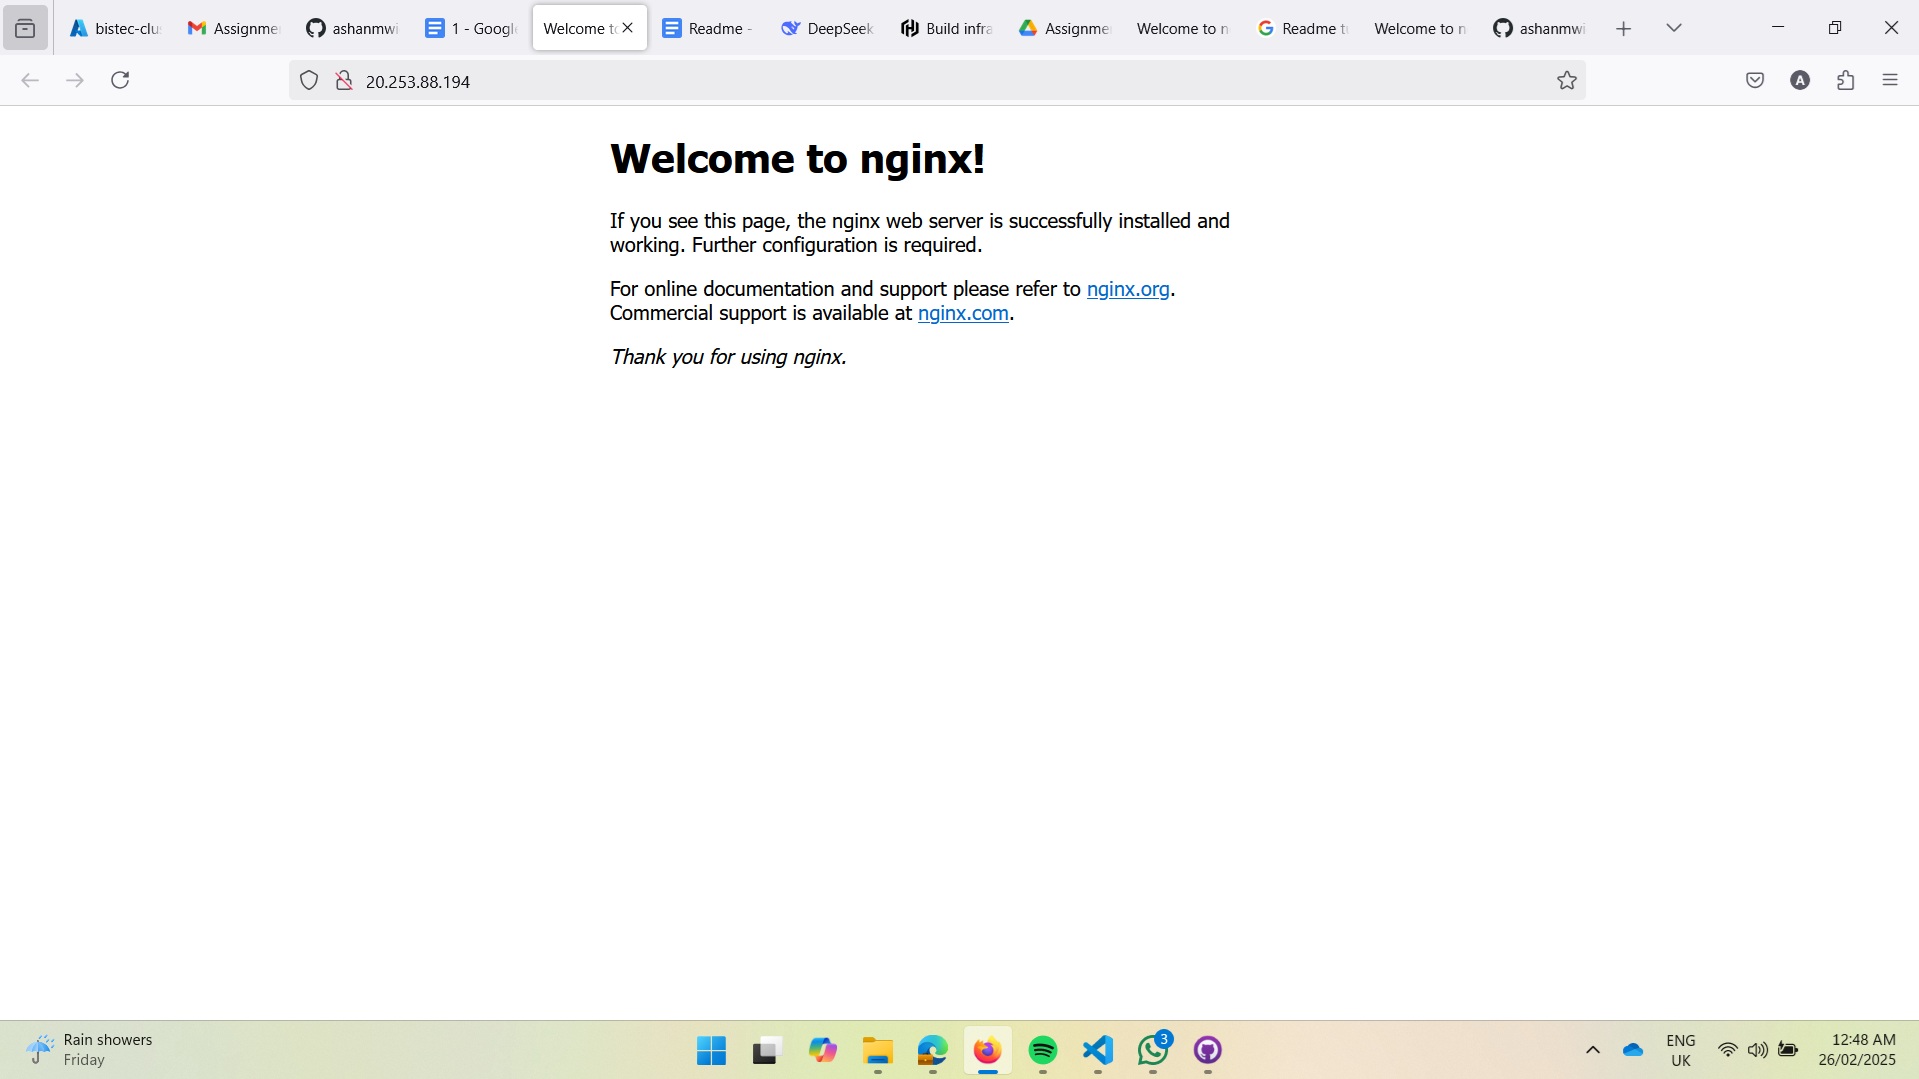 bistec-clu
Assignme
ashanmwi
1 - Googl
Welcome to
Readme -
DeepSeek
Build infra
Assignme
Welcome to n
Readme t
Welcome to n
ashanmwi
20.253.88.194
A
Welcome to nginx!
If you see this page, the nginx web server is successfully installed and
working. Further configuration is required.
For online documentation and support please refer to nginx.org.
Commercial support is available at nginx.com.
Thank you for using nginx.
Rain showers
Friday
3
ENG
UK
12:48 AM
26/02/2025